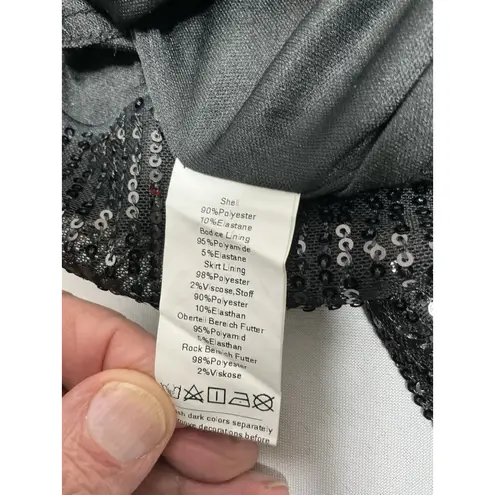 Shell
90%Polyester
10%Elastane
Bodice Lining
95%Polyamide
5%Elastane
Skirt Lining
98%Polyester
2%Viscose,Stoff
90%Polyester
10%Elasthan
Oberteil Bereich Futter
95%Polyamid
5%Elasthan
Rock Bereich Futter
98%Polyester
2%Viskose
dark colors separately
decorations before